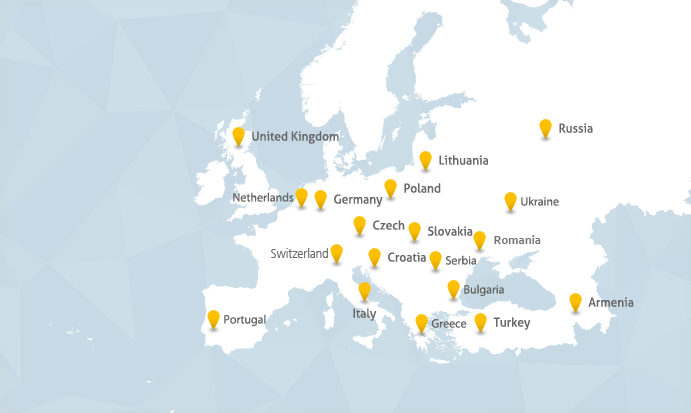 Russia
United Kingdom
Lithuania
Poland
Netherlands
Germany
Ukraine
Czech
Slovakia
Romania
Switzerland
Croatia
Serbia
Bulgaria
Armenia
Italy
Portugal
Greece
Turkey